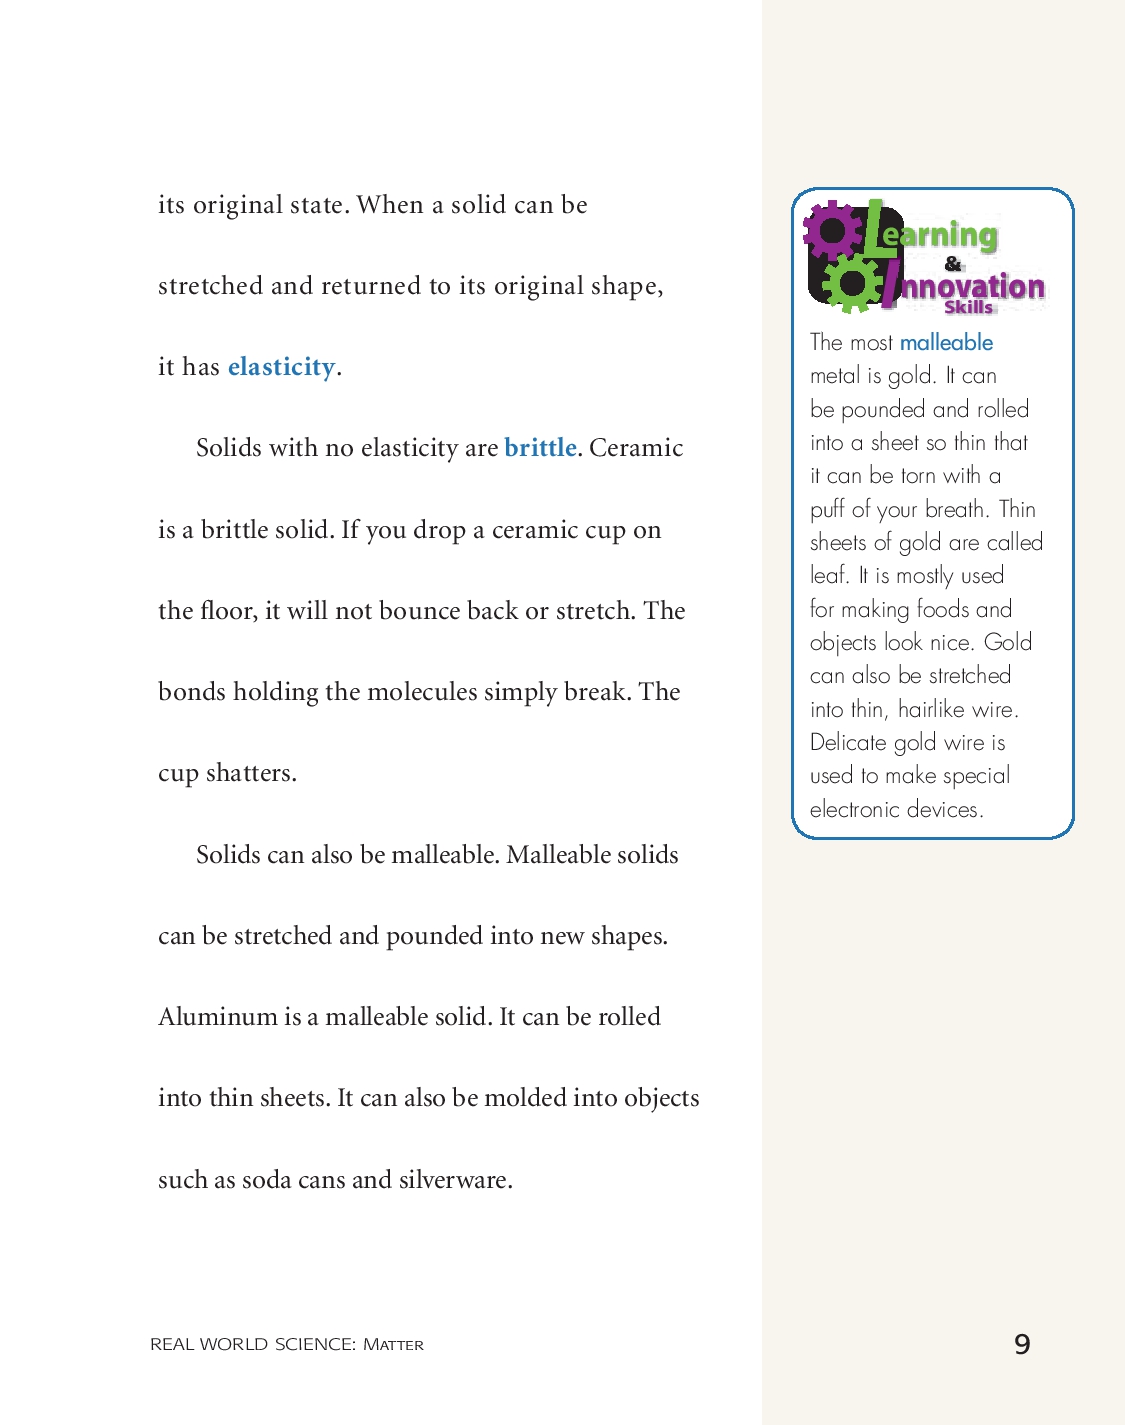 its original state. When a solid can be
stretched and returned to its original shape,
it has elasticity.
Solids with no elasticity are brittle. Ceramic
is a brittle solid. If you drop a ceramic cup on
the floor, it will not bounce back or stretch. The
bonds holding the molecules simply break. The
cup shatters.
Solids can also be malleable. Malleable solids
can be stretched and pounded into new shapes.
Aluminum is a malleable solid. It can be rolled
into thin sheets. It can also be molded into objects
such as soda cans and silverware.
Learning
&
Innovation
Skills
The most malleable
metal is gold. It can
be pounded and rolled
into a sheet so thin that
it can be torn with a
puff of your breath. Thin
sheets of gold are called
leaf. It is mostly used
for making foods and
objects look nice. Gold
can also be stretched
into thin, hairlike wire.
Delicate gold wire is
used to make special
electronic devices.
REAL WORLD SCIENCE: MATTER
9